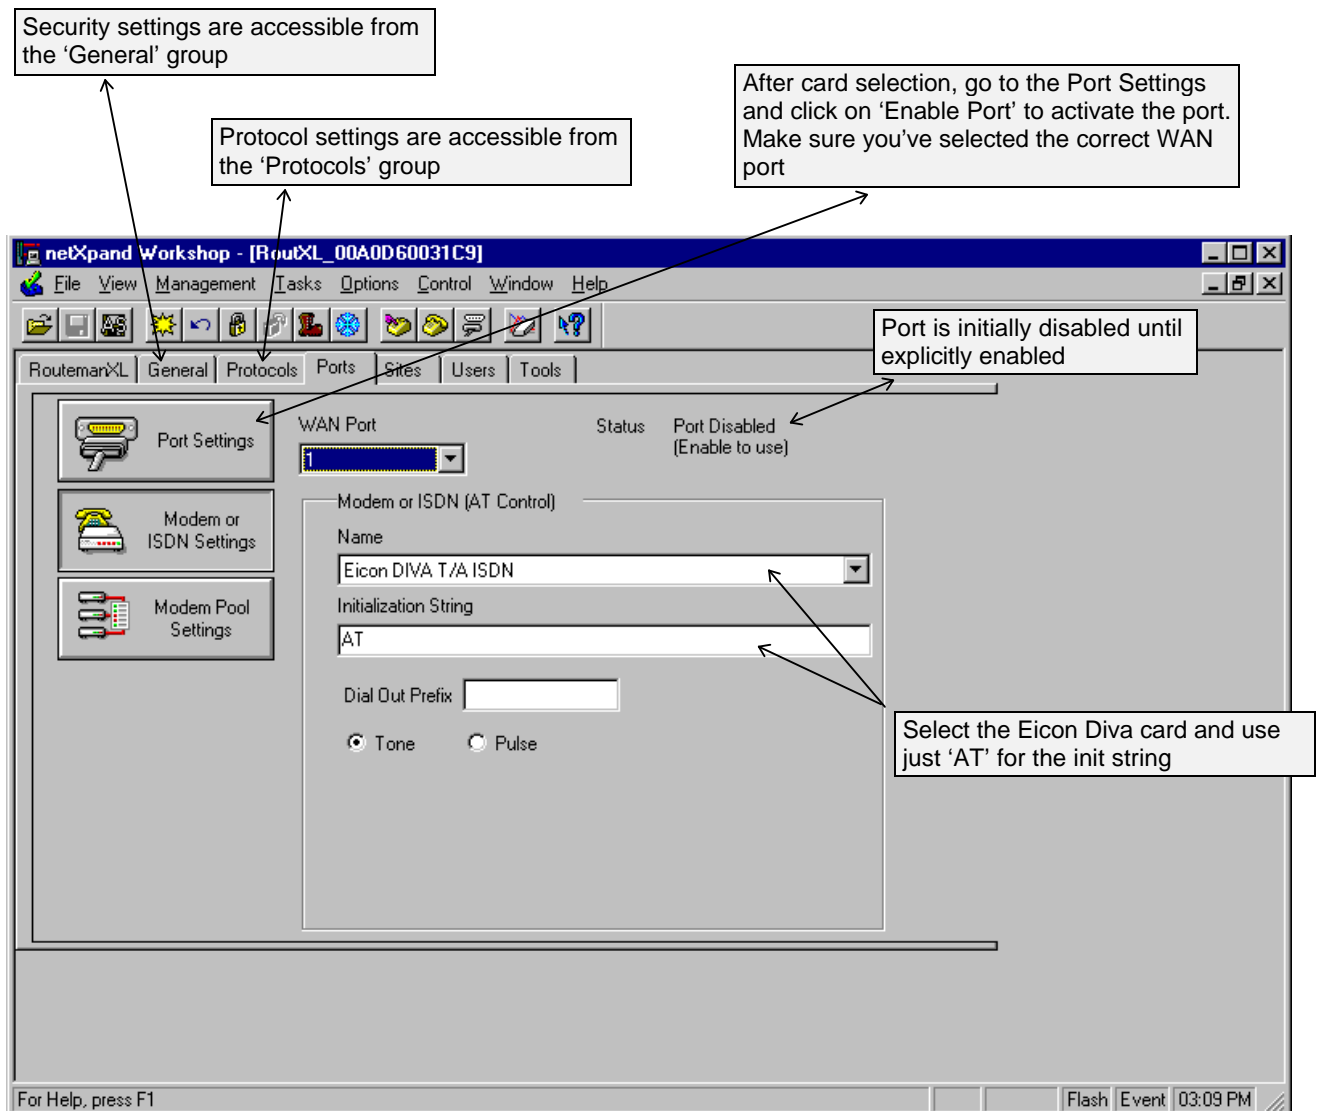 Security settings are accessible from
the ‘General’ group
Protocol settings are accessible from
the ‘Protocols’ group
After card selection, go to the Port Settings
and click on ‘Enable Port’ to activate the port.
Make sure you’ve selected the correct WAN
port
netXpand Workshop - [RoutXL_00A0D60031C9]
File View Management Tasks Options Control Window Help
Port is initially disabled until
explicitly enabled
RoutemanXL General Protocols Ports Sites Users Tools
Port Settings
WAN Port
1
Status
Port Disabled
(Enable to use)
Modem or
ISDN Settings
Modem Pool
Settings
Modem or ISDN (AT Control)
Name
Eicon DIVA T/A ISDN
Initialization String
AT
Dial Out Prefix
Tone Pulse
Select the Eicon Diva card and use
just ‘AT’ for the init string
For Help, press F1
Flash Event 03:09 PM